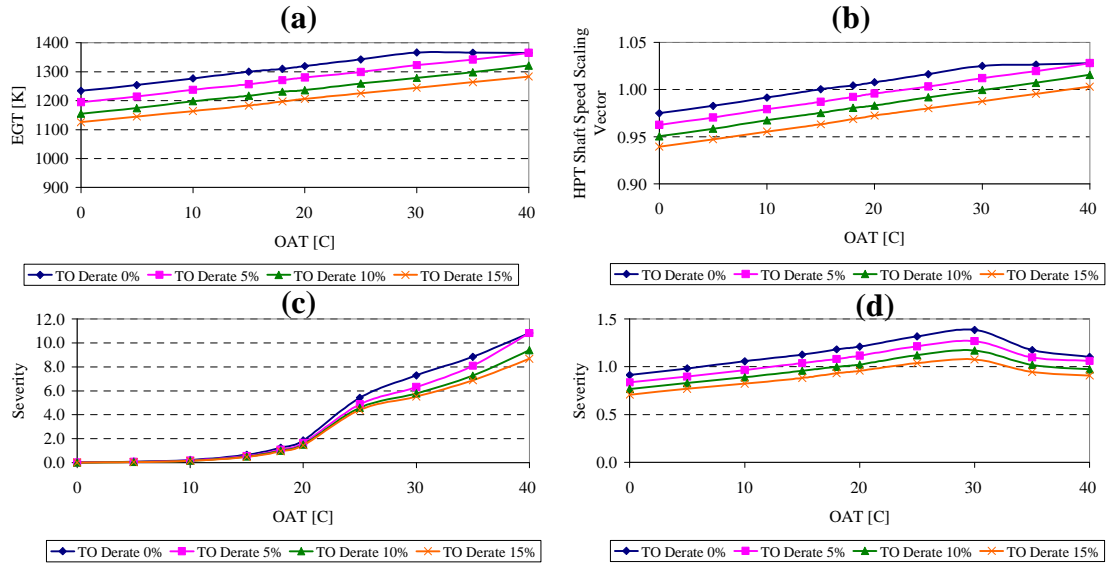 (a)
1400
1300
1200
1100
1000
900
EGT [K]
0 10 20 30 40
OAT [C]
TO Derate 0% TO Derate 5% TO Derate 10% TO Derate 15%
(b)
1.05
1.00
0.95
0.90
HPT Shaft Speed Scaling
Vector
0 10 20 30 40
OAT [C]
TO Derate 0% TO Derate 5% TO Derate 10% TO Derate 15%
(c)
12.0
10.0
8.0
6.0
4.0
2.0
0.0
Severity
0 10 20 30 40
OAT [C]
TO Derate 0% TO Derate 5% TO Derate 10% TO Derate 15%
(d)
1.5
1.0
0.5
0.0
Severity
0 10 20 30 40
OAT [C]
TO Derate 0% TO Derate 5% TO Derate 10% TO Derate 15%